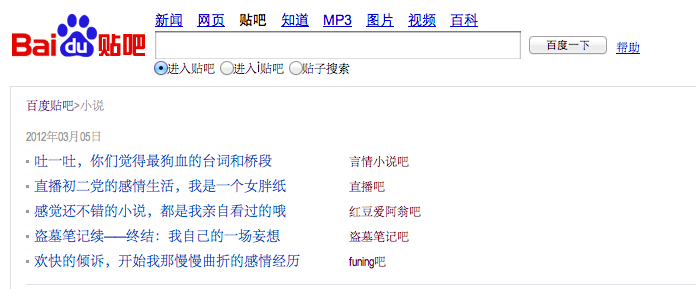 新闻 网页 贴吧 知道 MP3 图片 视频 百科
Bai du 贴吧
百度一下 帮助
进入贴吧 进入i贴吧 贴子搜索
百度贴吧>小说
2012年03月05日
吐一吐，你们觉得最狗血的台词和桥段 言情小说吧
直播初二党的感情生活，我是一个女胖纸 直播吧
感觉还不错的小说，都是我亲自看过的哦 红豆爱阿翁吧
盗墓笔记续——终结：我自己的一场妄想 盗墓笔记吧
欢快的倾诉，开始我那慢慢曲折的感情经历 funing吧